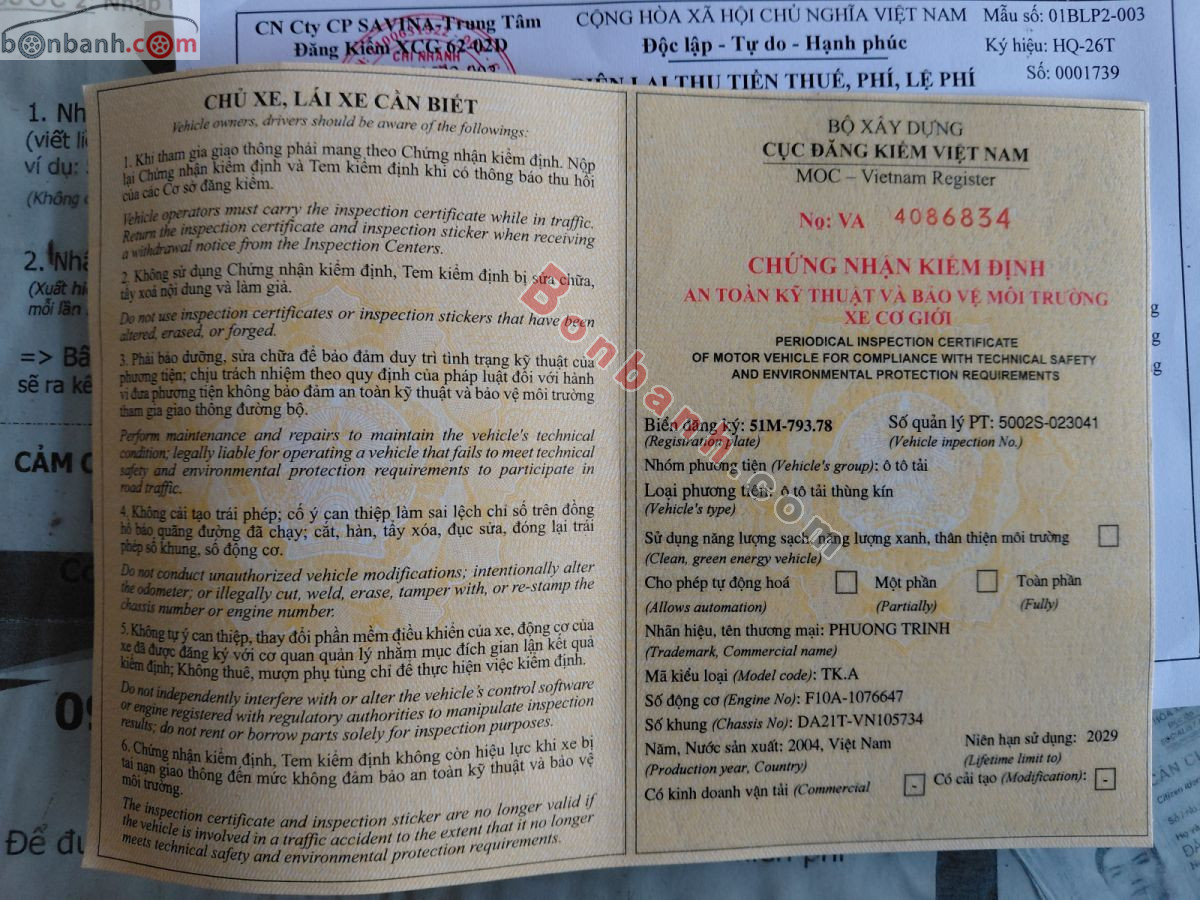 bonbanh.com
CN Cty CP SAVINA-Trung Tâm
Đăng Kiểm XCG 62-02D
CHI NHÁNH
CỘNG HÒA XÃ HỘI CHỦ NGHĨA VIỆT NAM
Độc lập - Tự do - Hạnh phúc
BIÊN LAI THU TIỀN THUẾ, PHÍ, LỆ PHÍ
Mẫu số: 01BLP2-003
Ký hiệu: HQ-26T
Số: 0001739
1. Nh
(viết li
ví dụ:
(Không
2. Nhậ
(Xuất hi
mỗi lần
=> Bấ
sẽ ra kế
CẢM
09
Để đư
CHỦ XE, LÁI XE CẦN BIẾT
Vehicle owners, drivers should be aware of the followings:
1. Khi tham gia giao thông phải mang theo Chứng nhận kiểm định. Nộp
lại Chứng nhận kiểm định và Tem kiểm định khi có thông báo thu hồi
của các Cơ sở đăng kiểm.
Vehicle operators must carry the inspection certificate while in traffic.
Return the inspection certificate and inspection sticker when receiving
a withdrawal notice from the Inspection Centers.
2. Không sử dụng Chứng nhận kiểm định, Tem kiểm định bị sửa chữa,
tẩy xoá nội dung và làm giả.
Do not use inspection certificates or inspection stickers that have been
altered, erased, or forged.
3. Phải bảo dưỡng, sửa chữa để bảo đảm duy trì tình trạng kỹ thuật của
phương tiện; chịu trách nhiệm theo quy định của pháp luật đối với hành
vi đưa phương tiện không bảo đảm an toàn kỹ thuật và bảo vệ môi trường
tham gia giao thông đường bộ.
Perform maintenance and repairs to maintain the vehicle's technical
condition; legally liable for operating a vehicle that fails to meet technical
safety and environmental protection requirements to participate in
road traffic.
4. Không cải tạo trái phép; cố ý can thiệp làm sai lệch chỉ số trên đồng
hồ báo quãng đường đã chạy; cắt, hàn, tẩy xóa, đục sửa, đóng lại trái
phép số khung, số động cơ.
Do not conduct unauthorized vehicle modifications; intentionally alter
the odometer; or illegally cut, weld, erase, tamper with, or re-stamp the
chassis number or engine number.
5. Không tự ý can thiệp, thay đổi phần mềm điều khiển của xe, động cơ của
xe đã được đăng ký với cơ quan quản lý nhằm mục đích gian lận kết quả
kiểm định; Không thuê, mượn phụ tùng chỉ để thực hiện việc kiểm định.
Do not independently interfere with or alter the vehicle's control software
or engine registered with regulatory authorities to manipulate inspection
results; do not rent or borrow parts solely for inspection purposes.
6. Chứng nhận kiểm định, Tem kiểm định không còn hiệu lực khi xe bị
tai nạn giao thông đến mức không đảm bảo an toàn kỹ thuật và bảo vệ
môi trường.
The inspection certificate and inspection sticker are no longer valid if
the vehicle is involved in a traffic accident to the extent that it no longer
meets technical safety and environmental protection requirements.
BỘ XÂY DỰNG
CỤC ĐĂNG KIỂM VIỆT NAM
MOC – Vietnam Register
No: VA 4086834
CHỨNG NHẬN KIỂM ĐỊNH
AN TOÀN KỸ THUẬT VÀ BẢO VỆ MÔI TRƯỜNG
XE CƠ GIỚI
PERIODICAL INSPECTION CERTIFICATE
OF MOTOR VEHICLE FOR COMPLIANCE WITH TECHNICAL SAFETY
AND ENVIRONMENTAL PROTECTION REQUIREMENTS
Biển đăng ký: 51M-793.78 Số quản lý PT: 5002S-023041
(Registration plate) (Vehicle inpection No.)
Nhóm phương tiện (Vehicle's group): ô tô tải
Loại phương tiện: ô tô tải thùng kín
(Vehicle's type)
Sử dụng năng lượng sạch, năng lượng xanh, thân thiện môi trường
(Clean, green energy vehicle)
Cho phép tự động hoá Một phần Toàn phần
(Allows automation) (Partially) (Fully)
Nhãn hiệu, tên thương mại: PHUONG TRINH
(Trademark, Commercial name)
Mã kiểu loại (Model code): TK.A
Số động cơ (Engine No): F10A-1076647
Số khung (Chassis No): DA21T-VN105734
Năm, Nước sản xuất: 2004, Việt Nam Niên hạn sử dụng: 2029
(Production year, Country) (Lifetime limit to)
Có kinh doanh vận tải (Commercial - Có cải tạo (Modification): -
Bonbanh.com